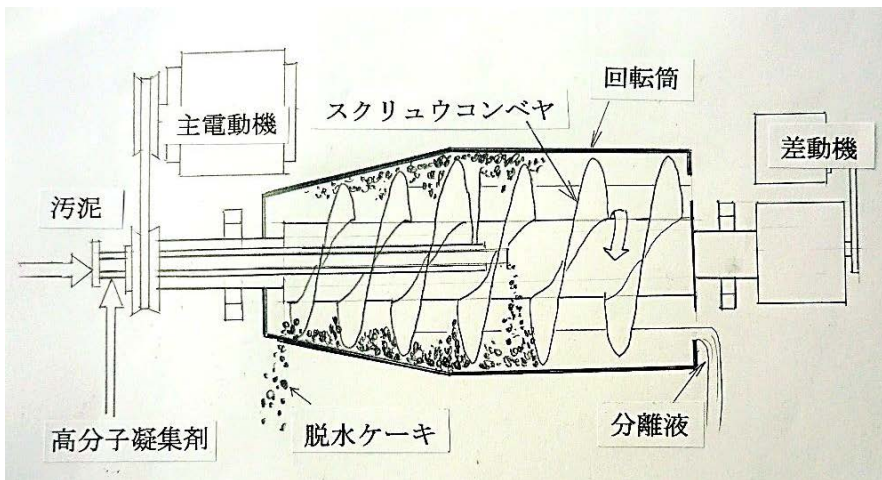 回転筒
主電動機
スクリュウコンベヤ
差動機
汚泥
高分子凝集剤
脱水ケーキ
分離液